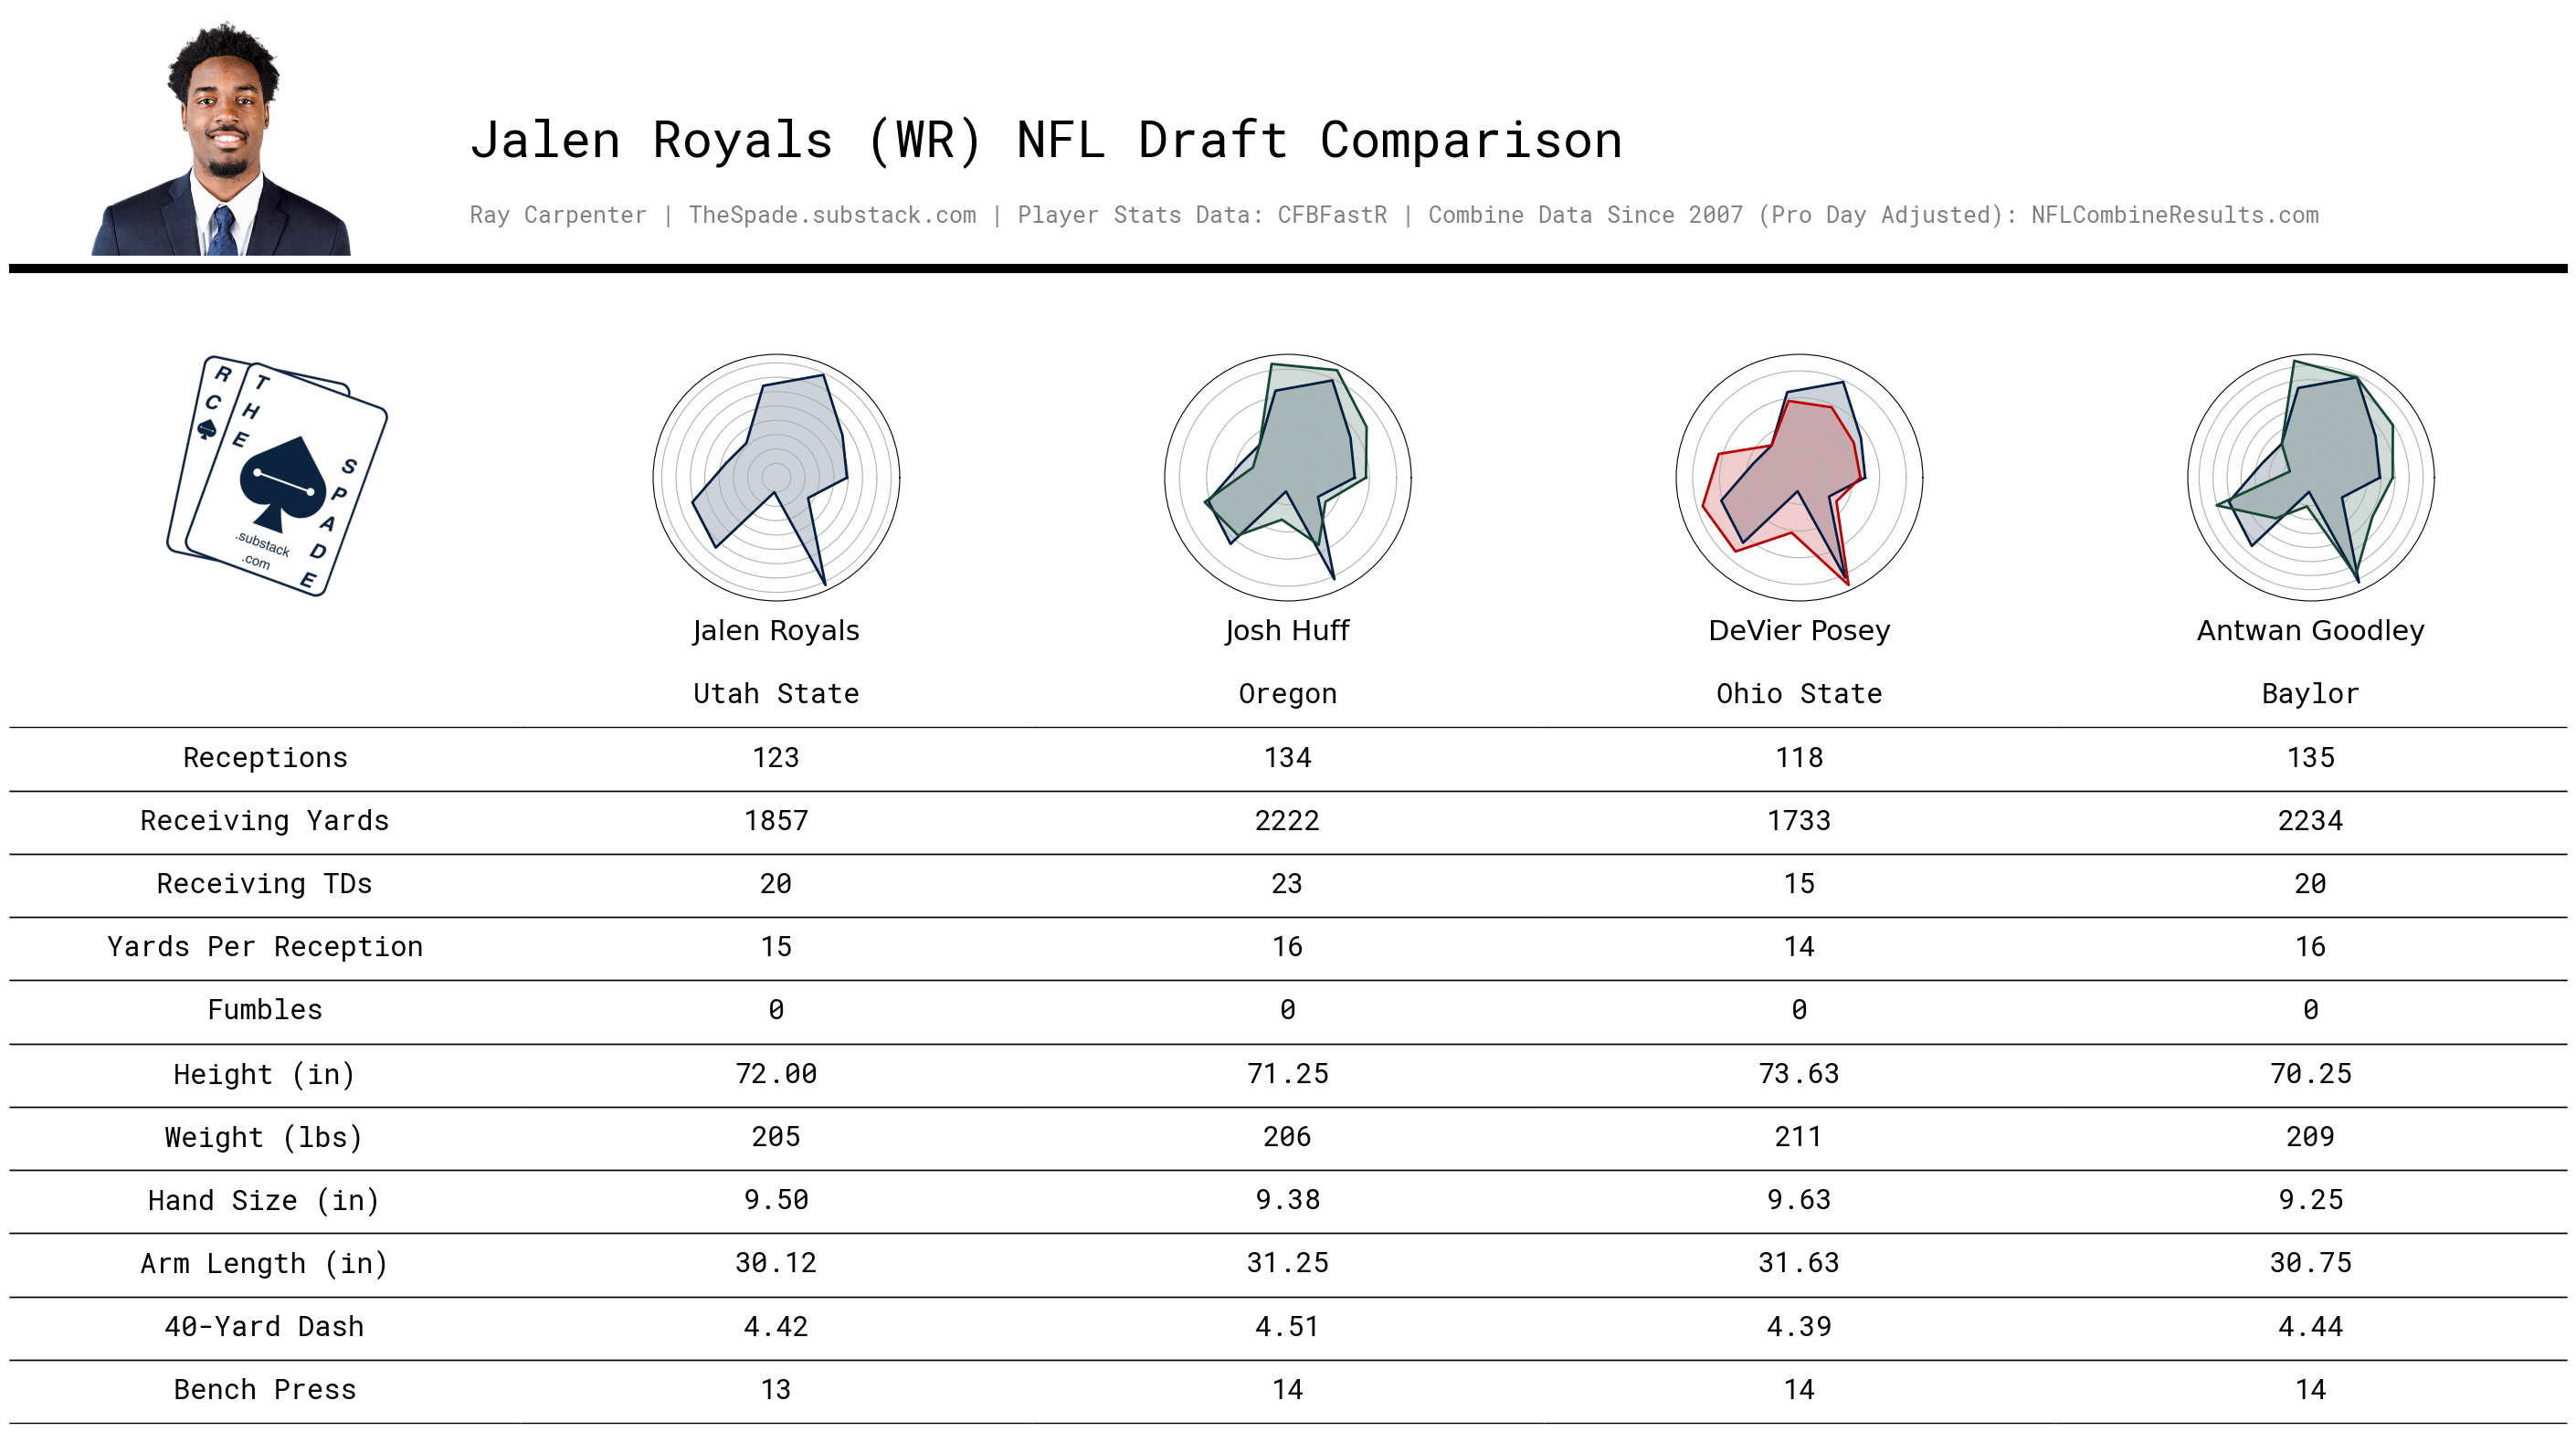 Jalen Royals (WR) NFL Draft Comparison
Ray Carpenter | TheSpade.substack.com | Player Stats Data: CFBFastR | Combine Data Since 2007 (Pro Day Adjusted): NFLCombineResults.com
RC
THE
SPADE
.substack
.com
Jalen Royals Josh Huff DeVier Posey Antwan Goodley
Utah State Oregon Ohio State Baylor
Receptions 123 134 118 135
Receiving Yards 1857 2222 1733 2234
Receiving TDs 20 23 15 20
Yards Per Reception 15 16 14 16
Fumbles 0 0 0 0
Height (in) 72.00 71.25 73.63 70.25
Weight (lbs) 205 206 211 209
Hand Size (in) 9.50 9.38 9.63 9.25
Arm Length (in) 30.12 31.25 31.63 30.75
40-Yard Dash 4.42 4.51 4.39 4.44
Bench Press 13 14 14 14